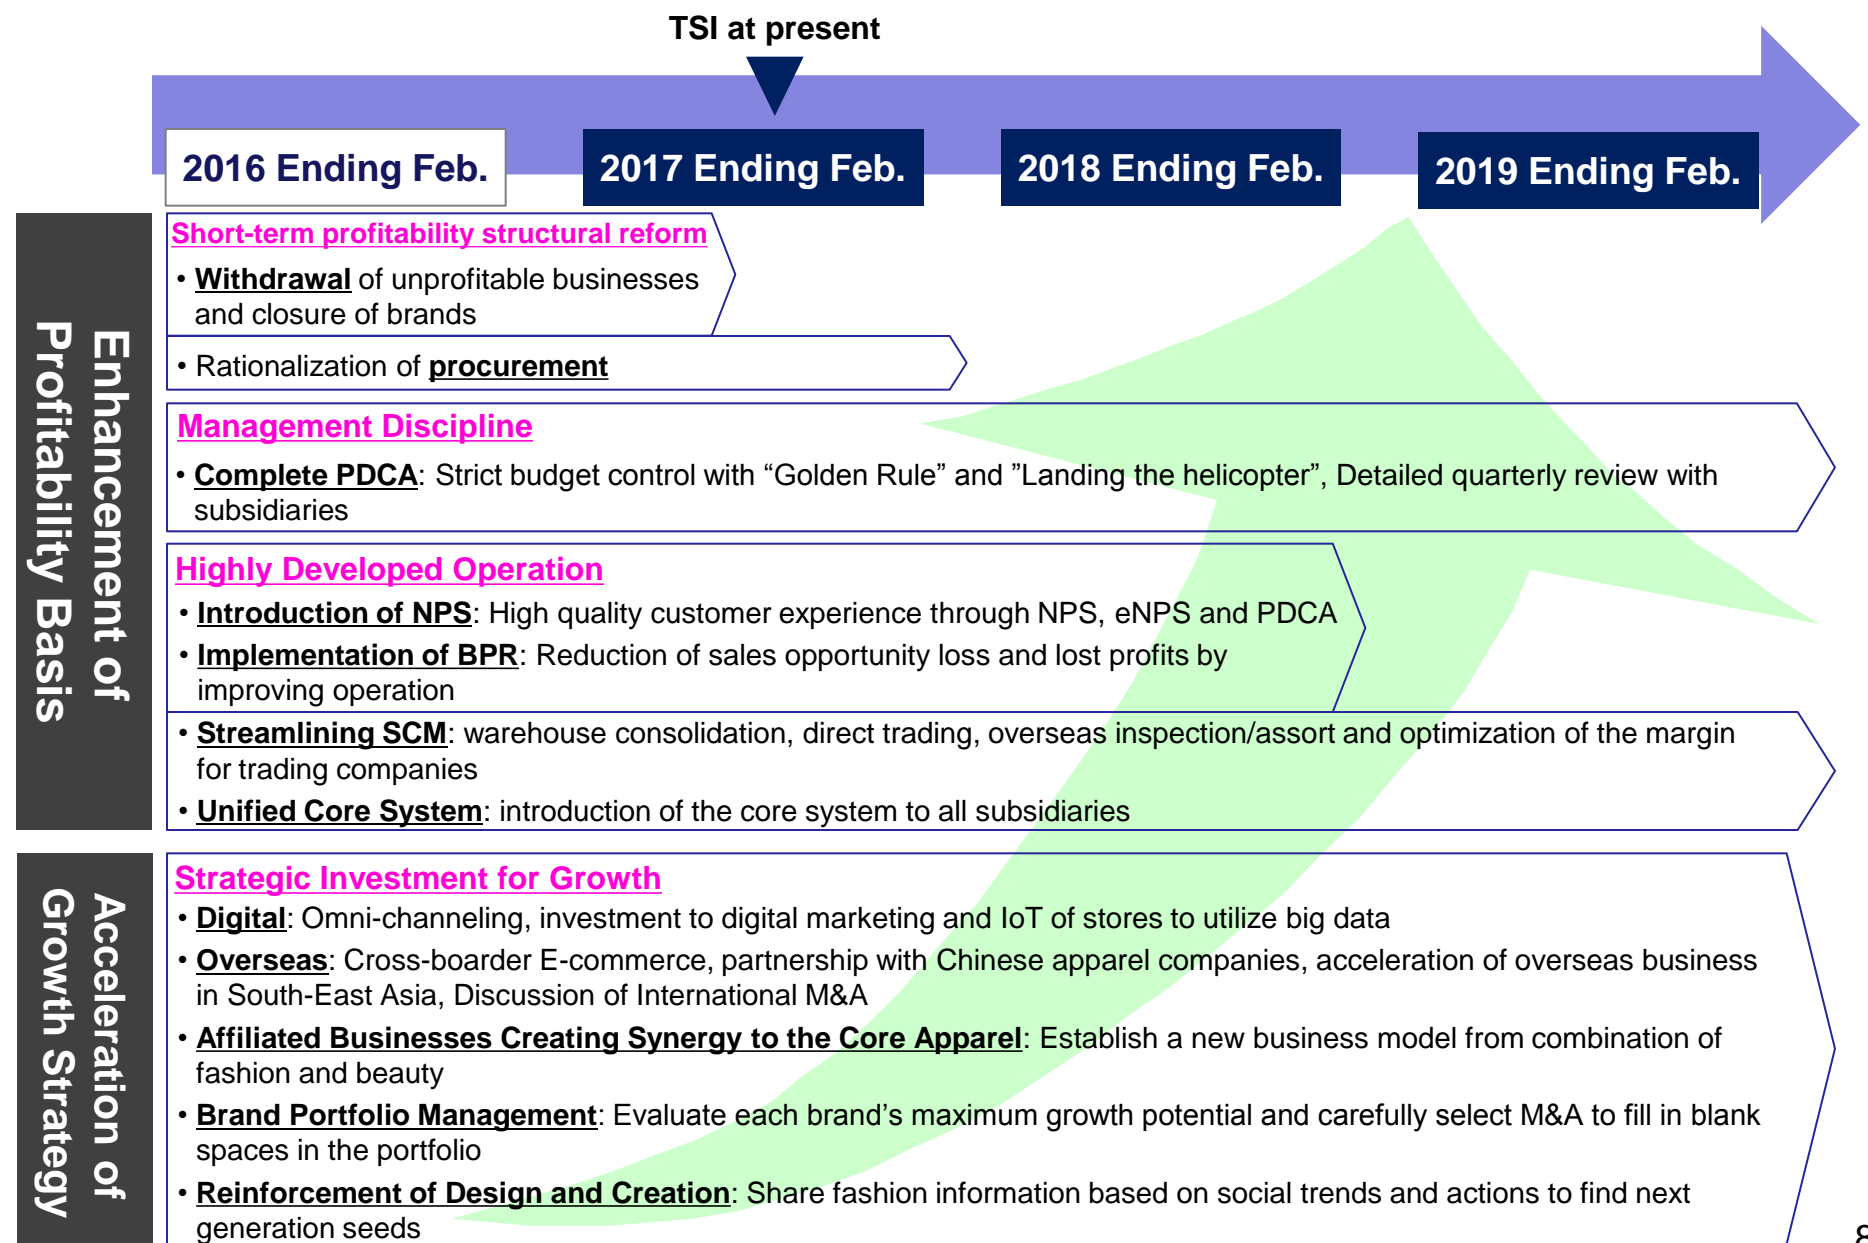 TSI at present
2016 Ending Feb.
2017 Ending Feb.
2018 Ending Feb.
2019 Ending Feb.
Enhancement of
Profitability Basis
Short-term profitability structural reform
• Withdrawal of unprofitable businesses
and closure of brands
• Rationalization of procurement
Management Discipline
• Complete PDCA: Strict budget control with “Golden Rule” and ”Landing the helicopter”, Detailed quarterly review with
subsidiaries
Highly Developed Operation
• Introduction of NPS: High quality customer experience through NPS, eNPS and PDCA
• Implementation of BPR: Reduction of sales opportunity loss and lost profits by
improving operation
• Streamlining SCM: warehouse consolidation, direct trading, overseas inspection/assort and optimization of the margin
for trading companies
• Unified Core System: introduction of the core system to all subsidiaries
Acceleration of
Growth Strategy
Strategic Investment for Growth
• Digital: Omni-channeling, investment to digital marketing and IoT of stores to utilize big data
• Overseas: Cross-boarder E-commerce, partnership with Chinese apparel companies, acceleration of overseas business
in South-East Asia, Discussion of International M&A
• Affiliated Businesses Creating Synergy to the Core Apparel: Establish a new business model from combination of
fashion and beauty
• Brand Portfolio Management: Evaluate each brand’s maximum growth potential and carefully select M&A to fill in blank
spaces in the portfolio
• Reinforcement of Design and Creation: Share fashion information based on social trends and actions to find next
generation seeds
8